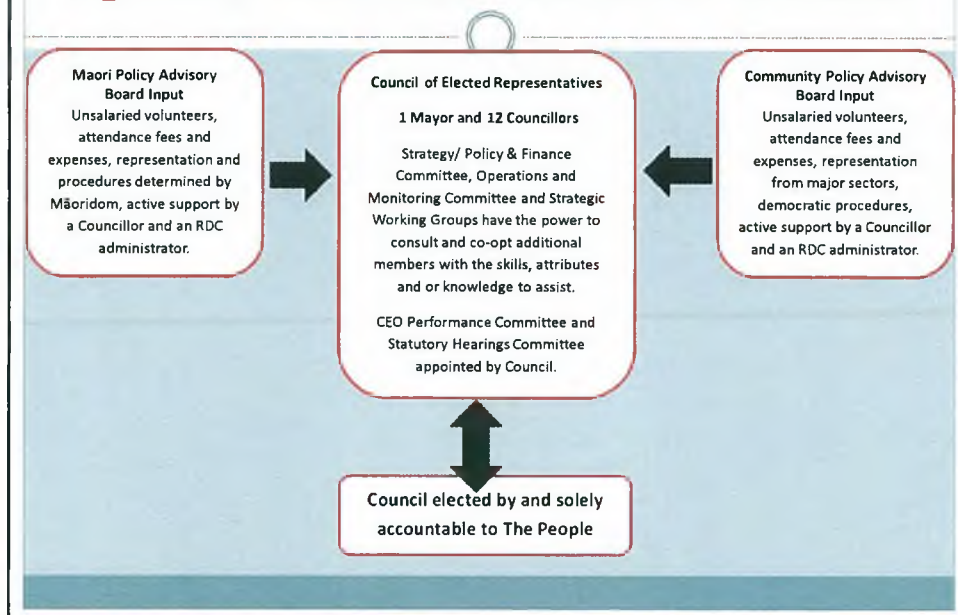 Maori Policy Advisory
Board Input
Unsalaried volunteers,
attendance fees and
expenses, representation and
procedures determined by
Māoridom, active support by
a Councillor and an RDC
administrator.
Council of Elected Representatives
1 Mayor and 12 Councillors
Strategy/ Policy & Finance
Committee, Operations and
Monitoring Committee and Strategic
Working Groups have the power to
consult and co-opt additional
members with the skills, attributes
and or knowledge to assist.
CEO Performance Committee and
Statutory Hearings Committee
appointed by Council.
Community Policy Advisory
Board Input
Unsalaried volunteers,
attendance fees and
expenses, representation
from major sectors,
democratic procedures,
active support by a Councillor
and an RDC administrator.
Council elected by and solely
accountable to The People